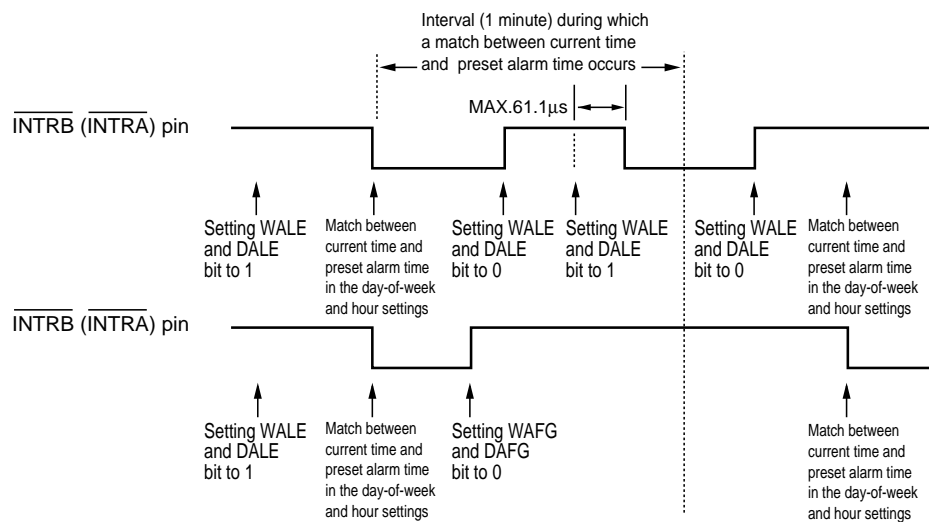 Interval (1 minute) during which
a match between current time
and preset alarm time occurs
MAX.61.1µs
INTRB (INTRA) pin
Setting WALE
and DALE
bit to 1
Match between
current time and
preset alarm time
in the day-of-week
and hour settings
Setting WALE
and DALE
bit to 0
Setting WALE
and DALE
bit to 1
Setting WALE
and DALE
bit to 0
Match between
current time and
preset alarm time
in the day-of-week
and hour settings
INTRB (INTRA) pin
Setting WALE
and DALE
bit to 1
Match between
current time and
preset alarm time
in the day-of-week
and hour settings
Setting WAFG
and DAFG
bit to 0
Match between
current time and
preset alarm time
in the day-of-week
and hour settings